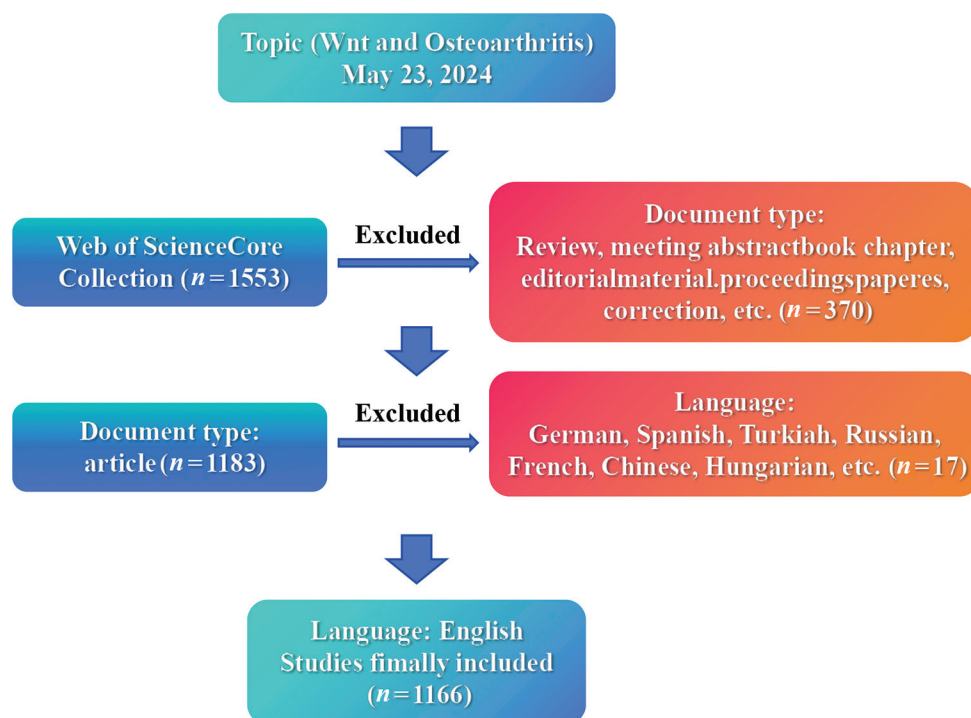 Topic (Wnt and Osteoarthritis)
May 23, 2024
Web of ScienceCore
Collection (n=1553)
Excluded
Document type:
Review, meeting abstractbook chapter,
editorialmaterial.proceedingspaperes,
correction, etc. (n=370)
Document type:
article(n=1183)
Excluded
Language:
German, Spanish, Turkiah, Russian,
French, Chinese, Hungarian, etc. (n=17)
Language: English
Studies fimally included
(n=1166)